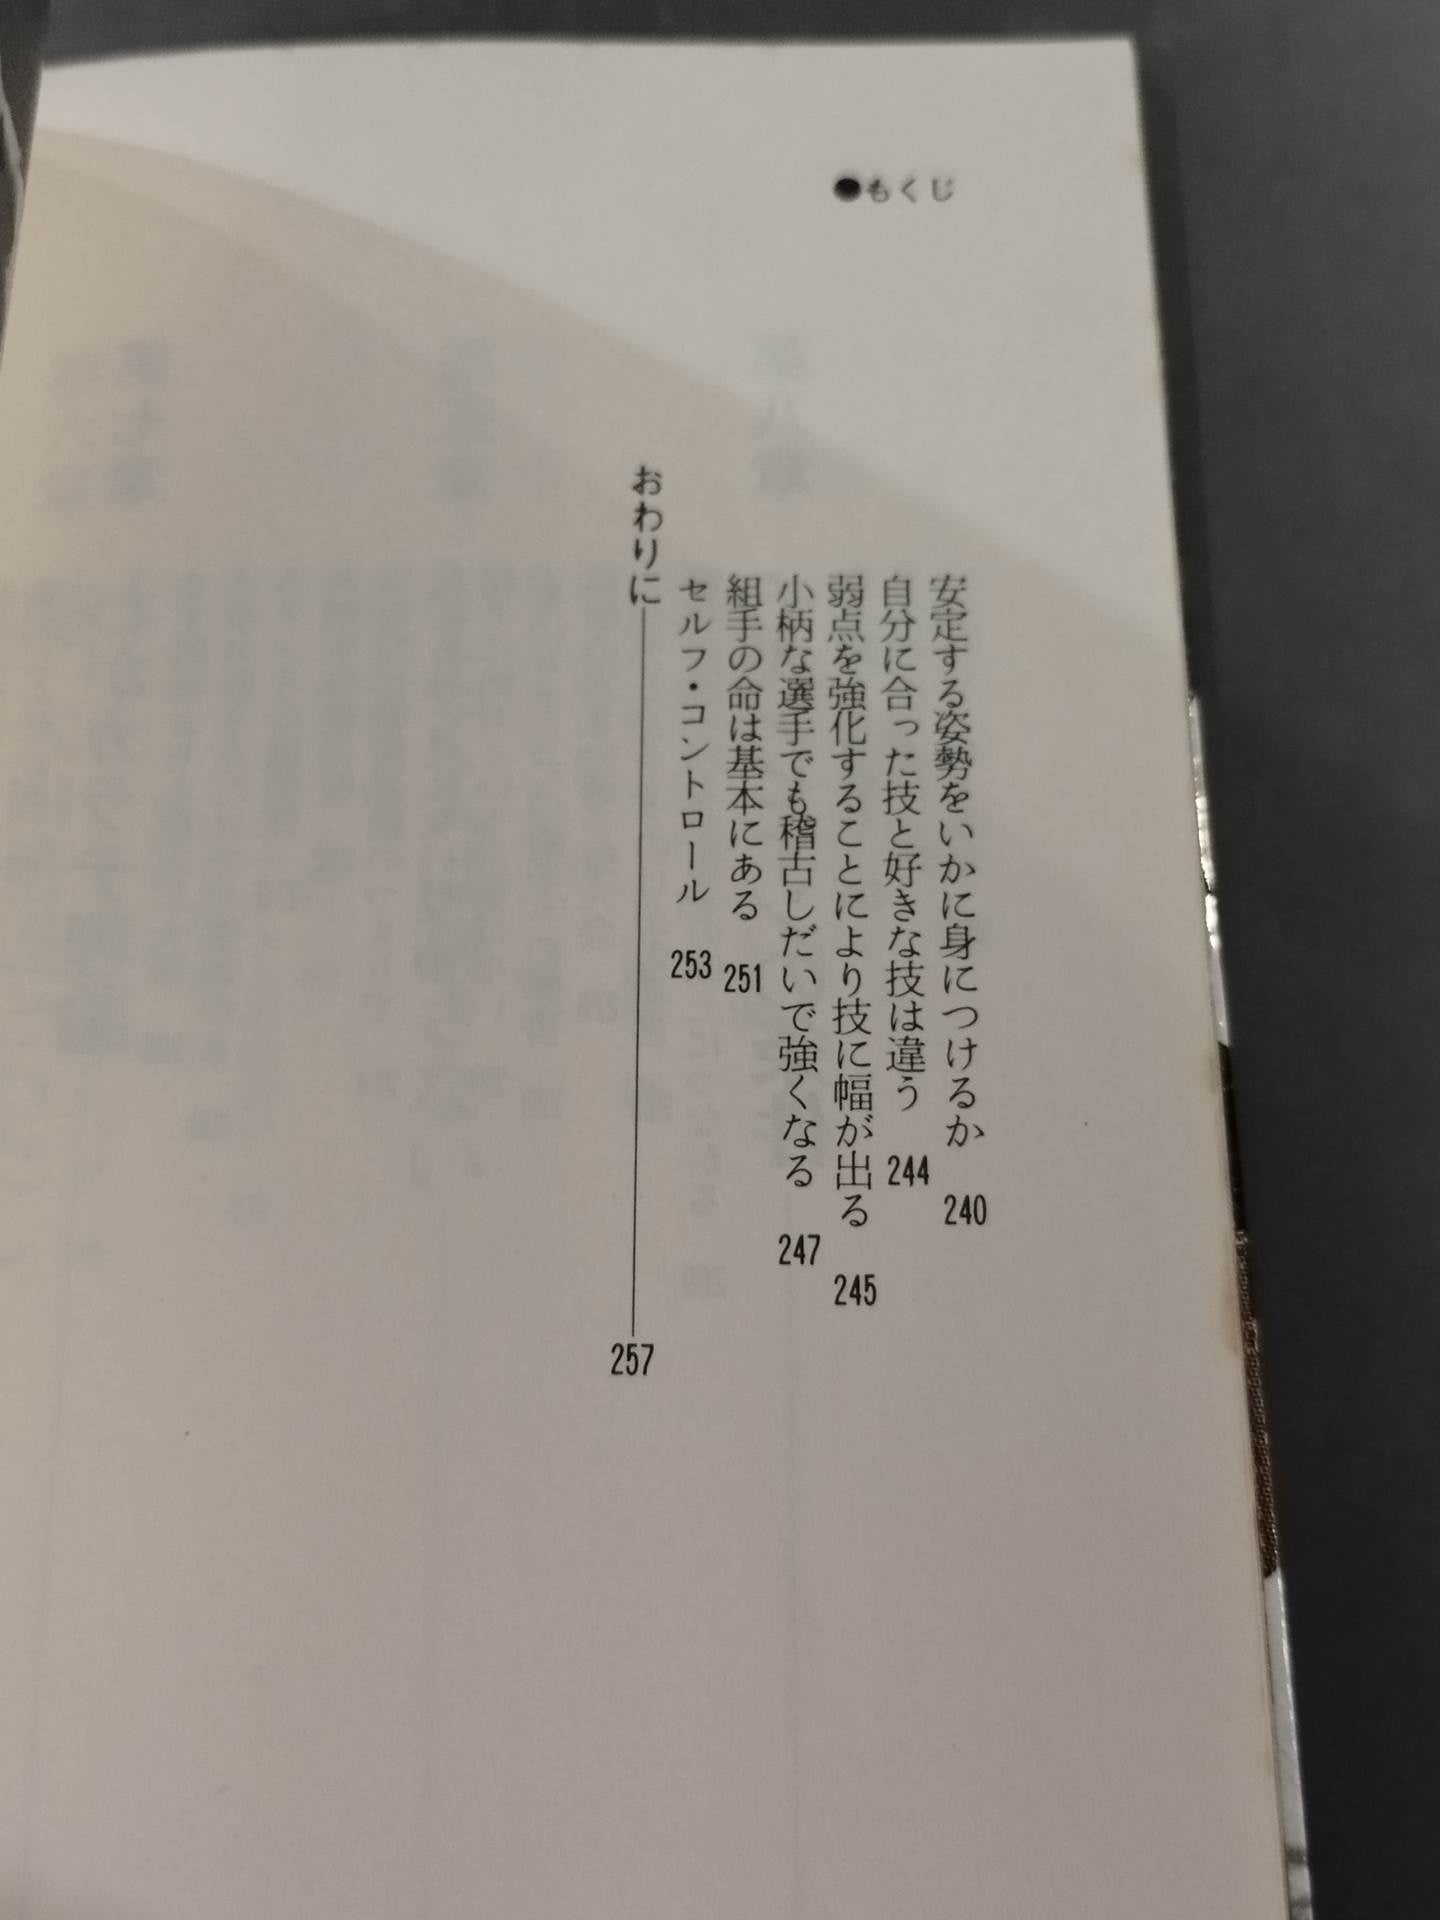 ●もくじ
安定する姿勢をいかに身につけるか 240
自分に合った技と好きな技は違う 244
弱点を強化することにより技に幅が出る 245
小柄な選手でも稽古しだいで強くなる 247
組手の命は基本にある 251
セルフ・コントロール 253
おわりに 257